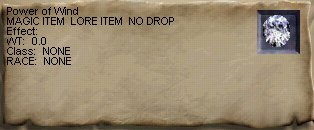 Power of Wind
MAGIC ITEM LORE ITEM NO DROP
Effect:
WT: 0.0
Class: NONE
RACE: NONE